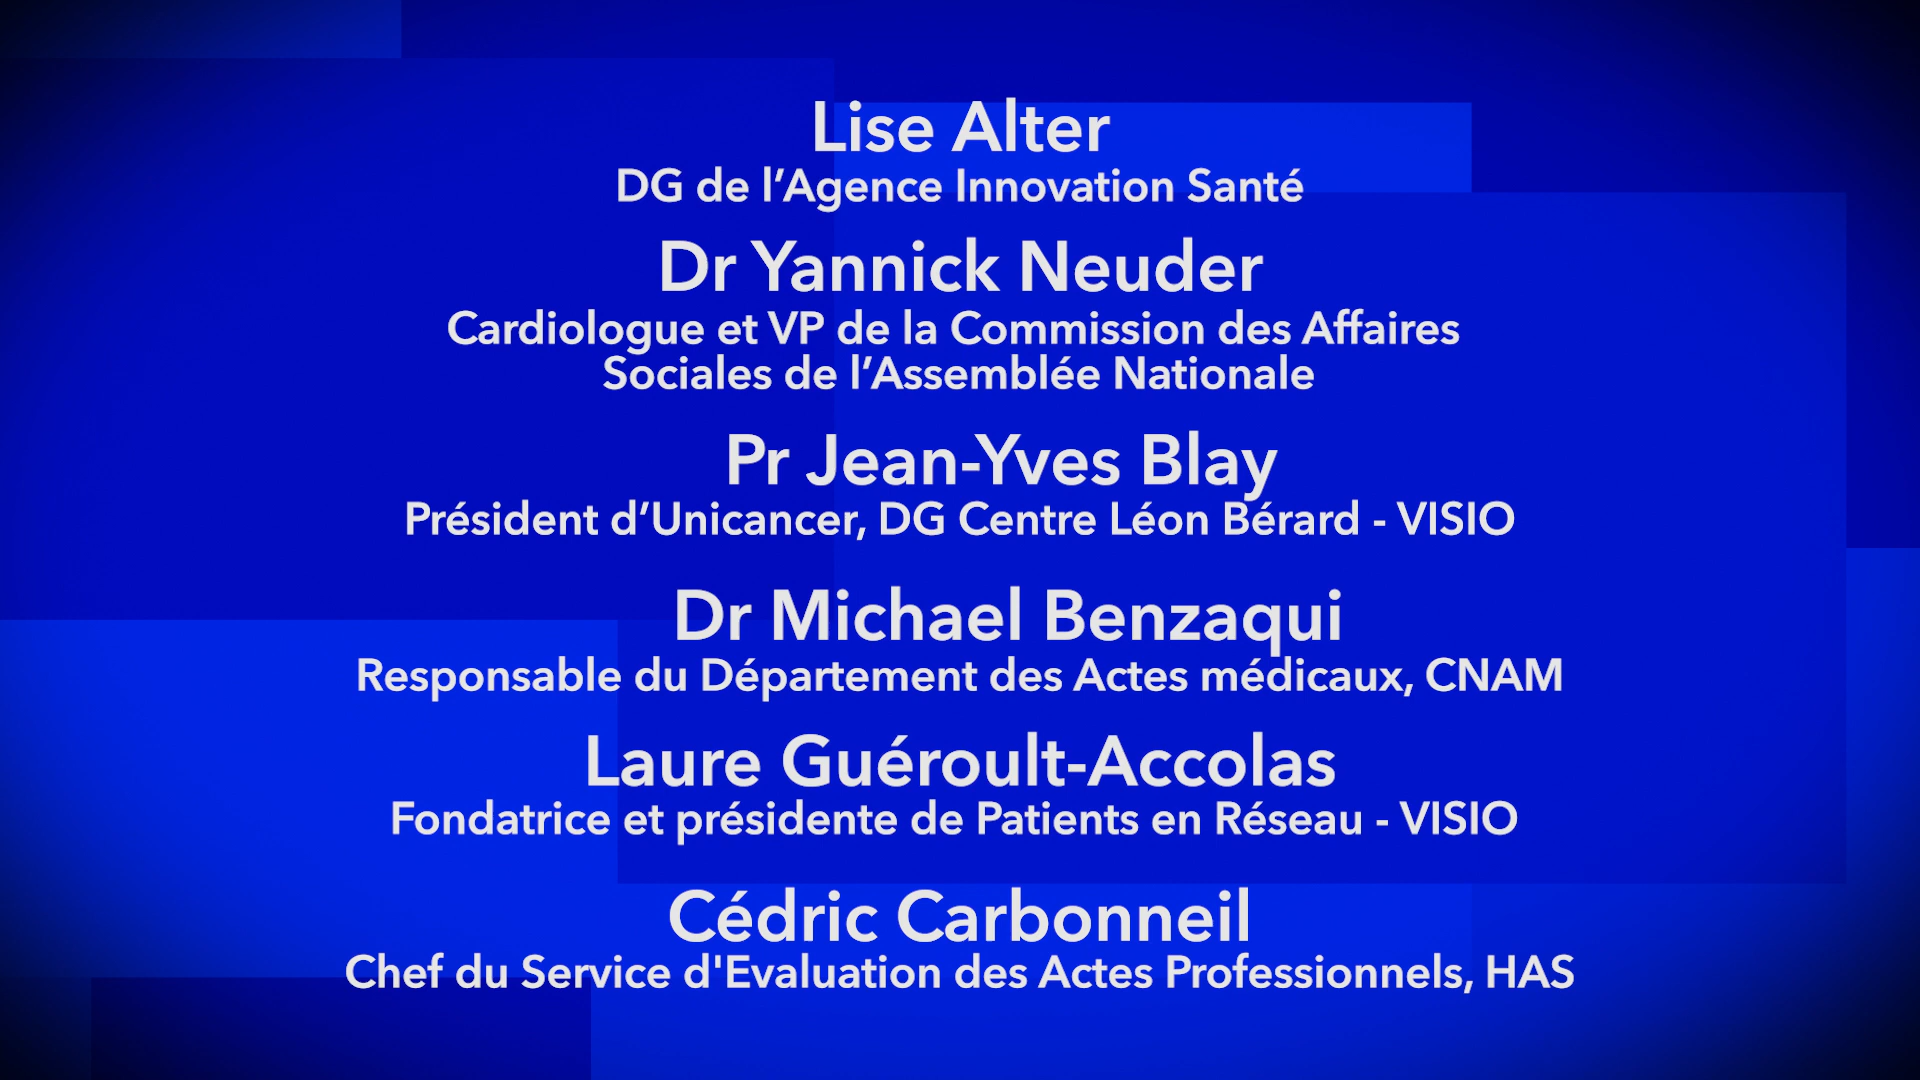 Lise Alter
DG de l’Agence Innovation Santé
Dr Yannick Neuder
Cardiologue et VP de la Commission des Affaires
Sociales de l’Assemblée Nationale
Pr Jean-Yves Blay
Président d’Unicancer, DG Centre Léon Bérard - VISIO
Dr Michael Benzaqui
Responsable du Département des Actes médicaux, CNAM
Laure Guéroult-Accolas
Fondatrice et présidente de Patients en Réseau - VISIO
Cédric Carbonneil
Chef du Service d'Evaluation des Actes Professionnels, HAS